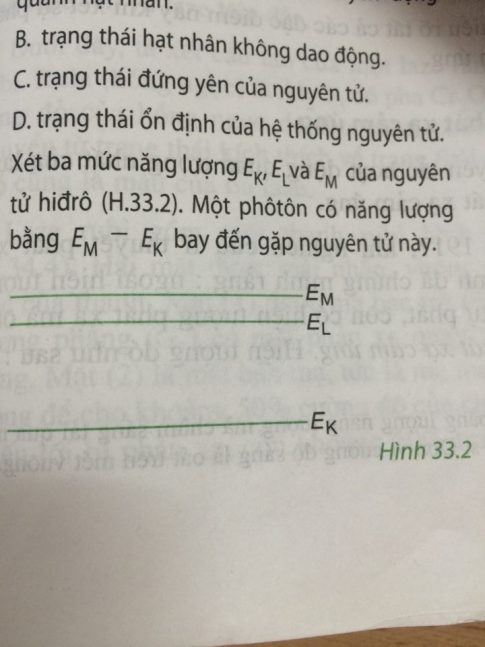 quanh hạt nhân.
B. trạng thái hạt nhân không dao động.
C. trạng thái đứng yên của nguyên tử.
D. trạng thái ổn định của hệ thống nguyên tử.
Xét ba mức năng lượng E_K, E_L và E_M của nguyên
tử hiđrô (H.33.2). Một phôtôn có năng lượng
bằng E_M − E_K bay đến gặp nguyên tử này.
E_M
E_L
E_K
Hình 33.2